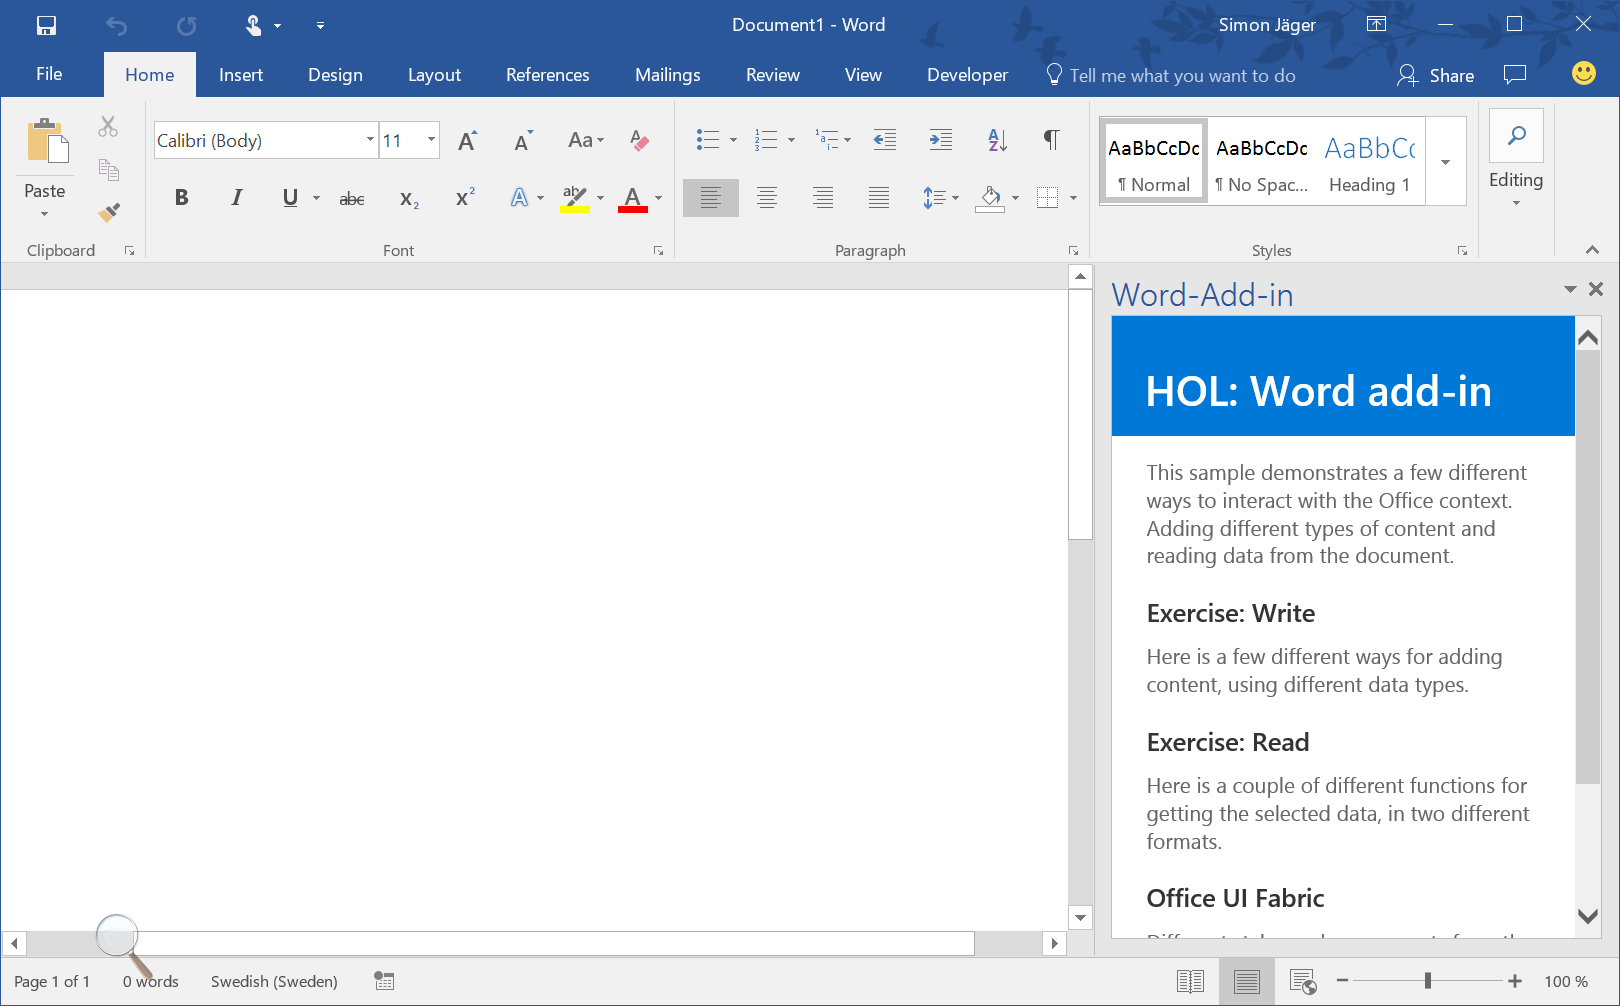 Document1 - Word
Simon Jäger
File Home Insert Design Layout References Mailings Review View Developer Tell me what you want to do Share
Calibri (Body) 11
Aa
Paste
B I U abc x₂ x² A ab A
AaBbCcDc AaBbCcDc AaBbCc
¶ Normal ¶ No Spac... Heading 1
Editing
Clipboard Font Paragraph Styles
Word-Add-in
HOL: Word add-in
This sample demonstrates a few different
ways to interact with the Office context.
Adding different types of content and
reading data from the document.
Exercise: Write
Here is a few different ways for adding
content, using different data types.
Exercise: Read
Here is a couple of different functions for
getting the selected data, in two different
formats.
Office UI Fabric
Page 1 of 1 0 words Swedish (Sweden) 100 %